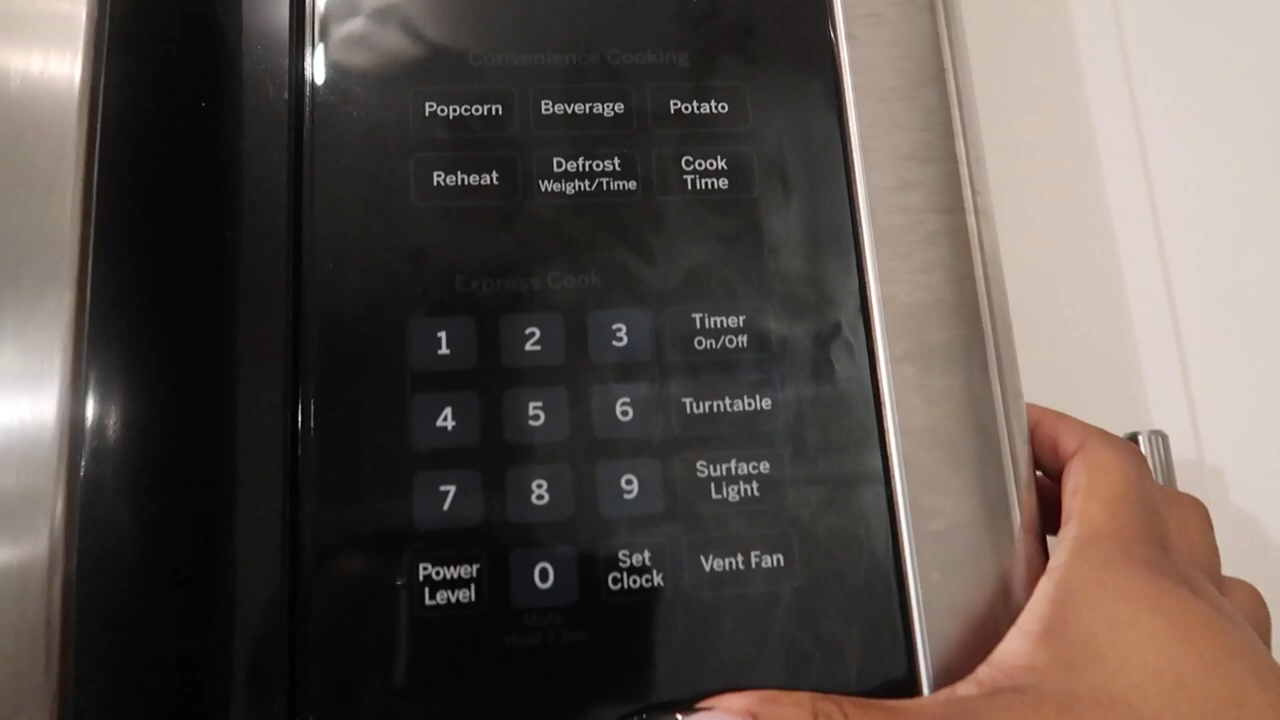 Convenience Cooking
Popcorn Beverage Potato
Reheat Defrost Weight/Time Cook Time
Express Cook
1 2 3 Timer On/Off
4 5 6 Turntable
7 8 9 Surface Light
Power Level 0 Set Clock Vent Fan